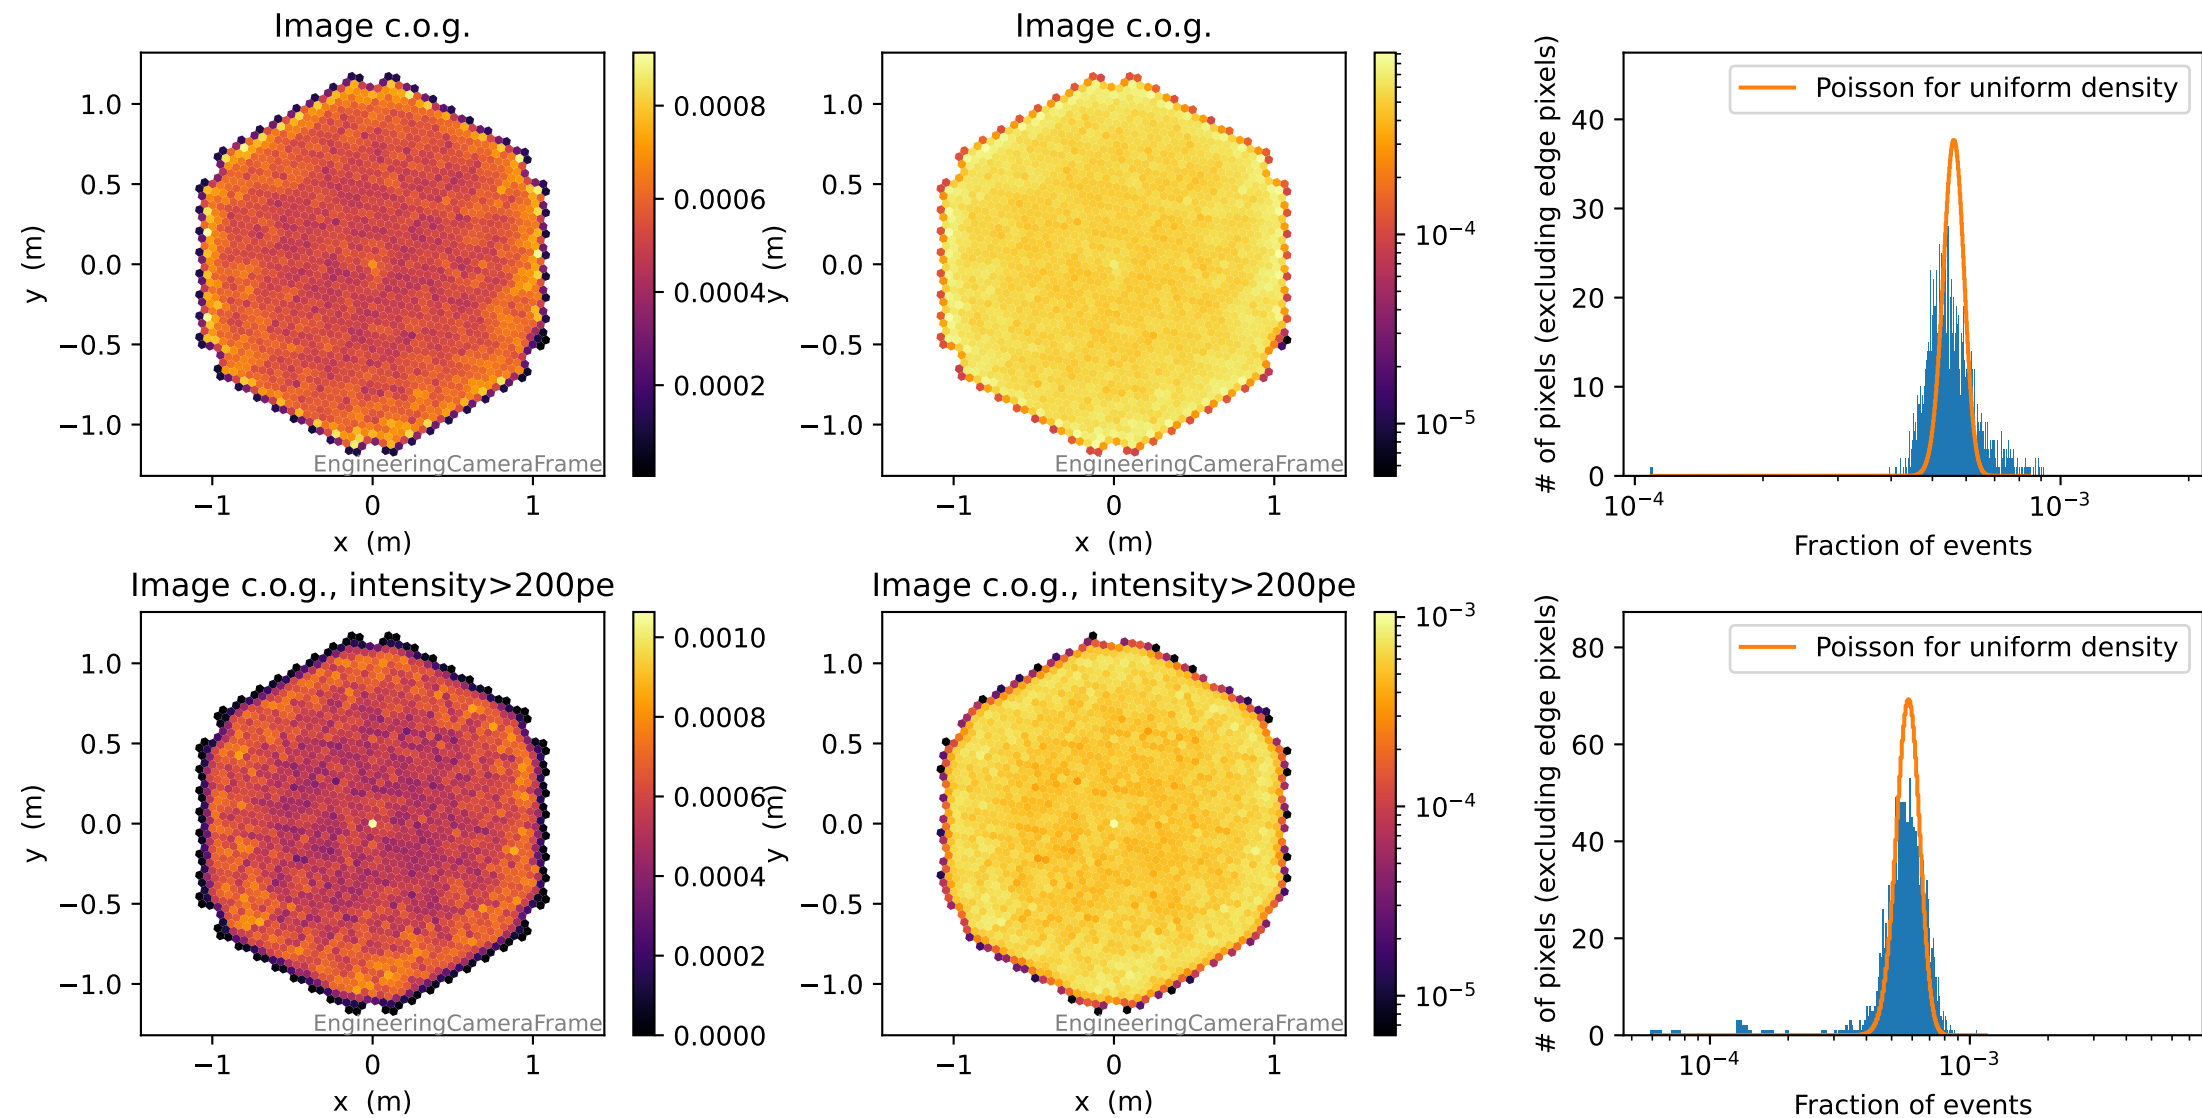 Image c.o.g.
1.0
0.5
0.0
−0.5
−1.0
y (m)
−1
0
1
x (m)
EngineeringCameraFrame
0.0008
0.0006
0.0004
0.0002
Image c.o.g.
1.0
0.5
0.0
−0.5
−1.0
y (m)
−1
0
1
x (m)
EngineeringCameraFrame
10⁻⁴
10⁻⁵
Poisson for uniform density
# of pixels (excluding edge pixels)
40
30
20
10
0
10⁻⁴
10⁻³
Fraction of events
Image c.o.g., intensity>200pe
1.0
0.5
0.0
−0.5
−1.0
y (m)
−1
0
1
x (m)
EngineeringCameraFrame
0.0010
0.0008
0.0006
0.0004
0.0002
0.0000
Image c.o.g., intensity>200pe
1.0
0.5
0.0
−0.5
−1.0
y (m)
−1
0
1
x (m)
EngineeringCameraFrame
10⁻³
10⁻⁴
10⁻⁵
Poisson for uniform density
# of pixels (excluding edge pixels)
80
60
40
20
0
10⁻⁴
10⁻³
Fraction of events